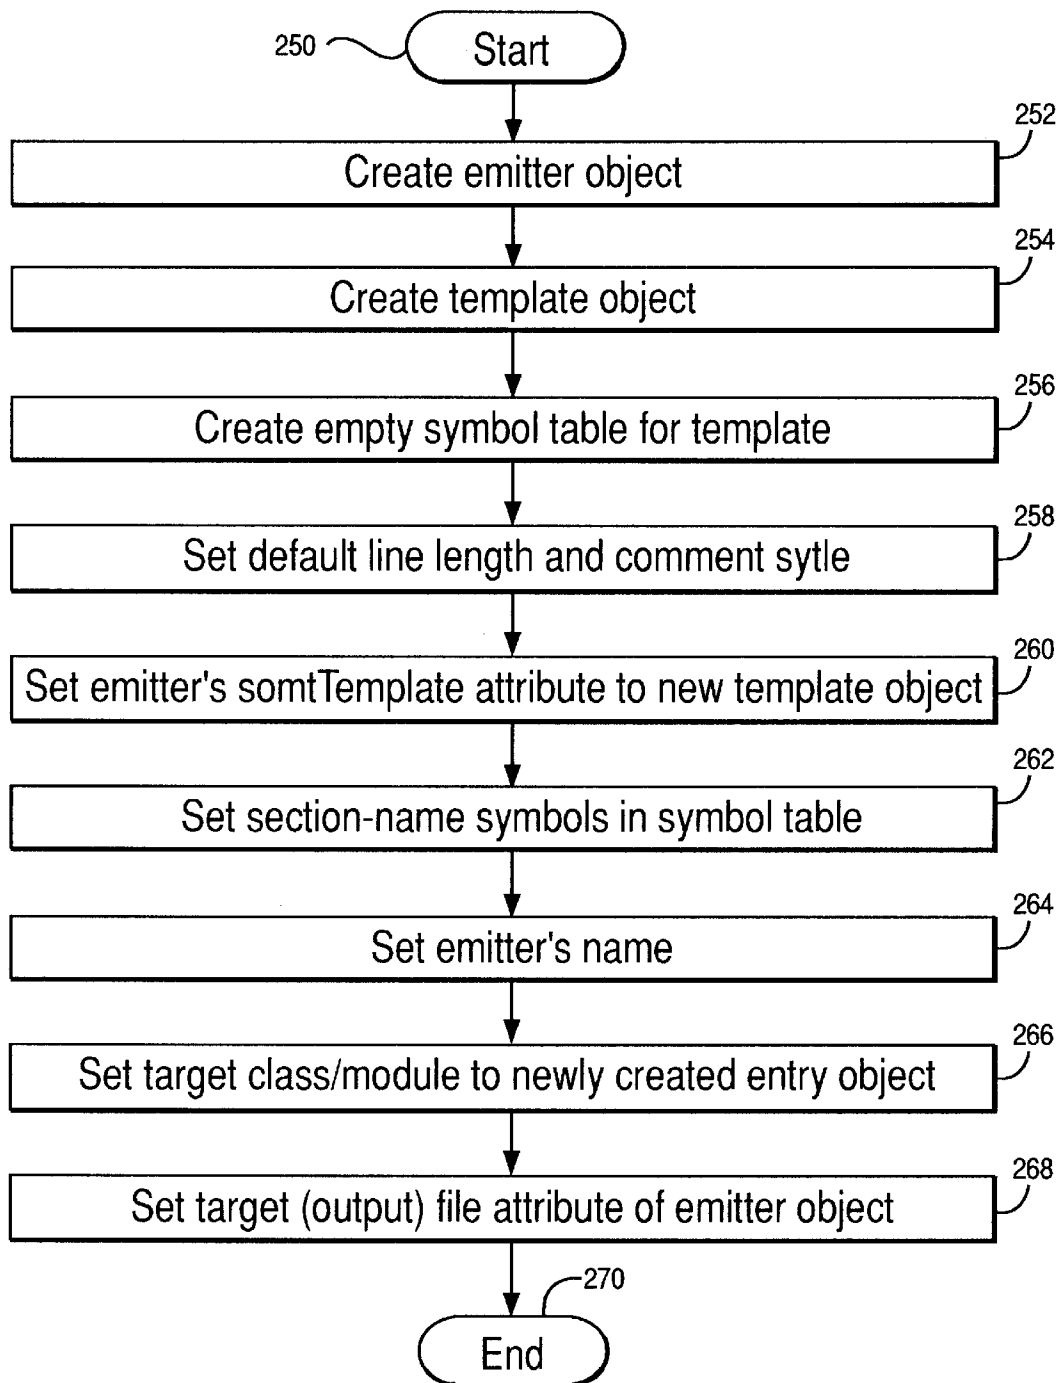 250
Start
252
Create emitter object
254
Create template object
256
Create empty symbol table for template
258
Set default line length and comment sytle
260
Set emitter's somtTemplate attribute to new template object
262
Set section-name symbols in symbol table
264
Set emitter's name
266
Set target class/module to newly created entry object
268
Set target (output) file attribute of emitter object
270
End